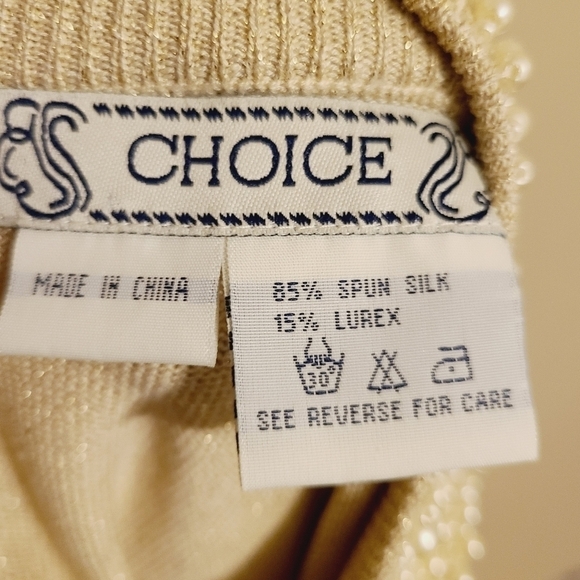 CHOICE
MADE IN CHINA
85% SPUN SILK
15% LUREX
30°
SEE REVERSE FOR CARE